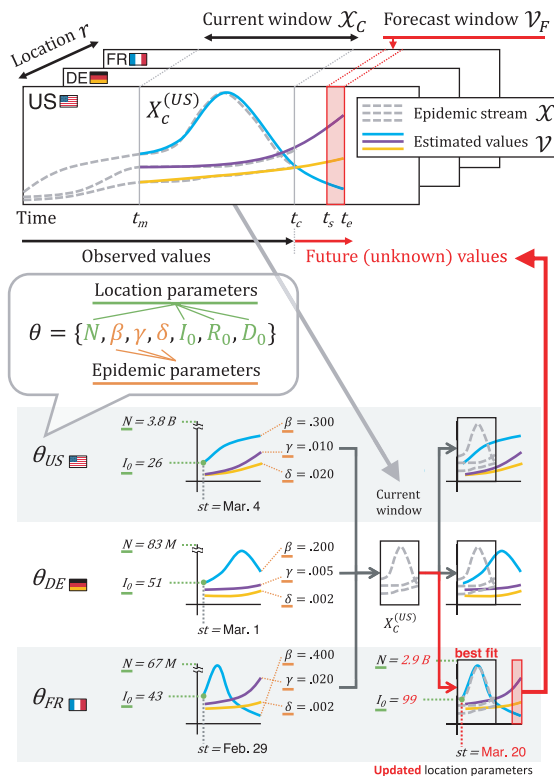 Location r
Current window 𝒳_C
Forecast window 𝒱_F
FR
DE
US
X_C^(US)
Epidemic stream 𝒳
Estimated values 𝒱
Time
t_m
t_c
t_s
t_e
Observed values
Future (unknown) values
Location parameters
θ = {N, β, γ, δ, I_0, R_0, D_0}
Epidemic parameters
θ_US
N = 3.8 B
I_0 = 26
β = .300
γ = .010
δ = .020
st = Mar. 4
Current
window
θ_DE
N = 83 M
I_0 = 51
β = .200
γ = .005
δ = .002
st = Mar. 1
X_C^(US)
θ_FR
N = 67 M
I_0 = 43
β = .400
γ = .020
δ = .002
st = Feb. 29
best fit
N = 2.9 B
I_0 = 99
st = Mar. 20
Updated location parameters